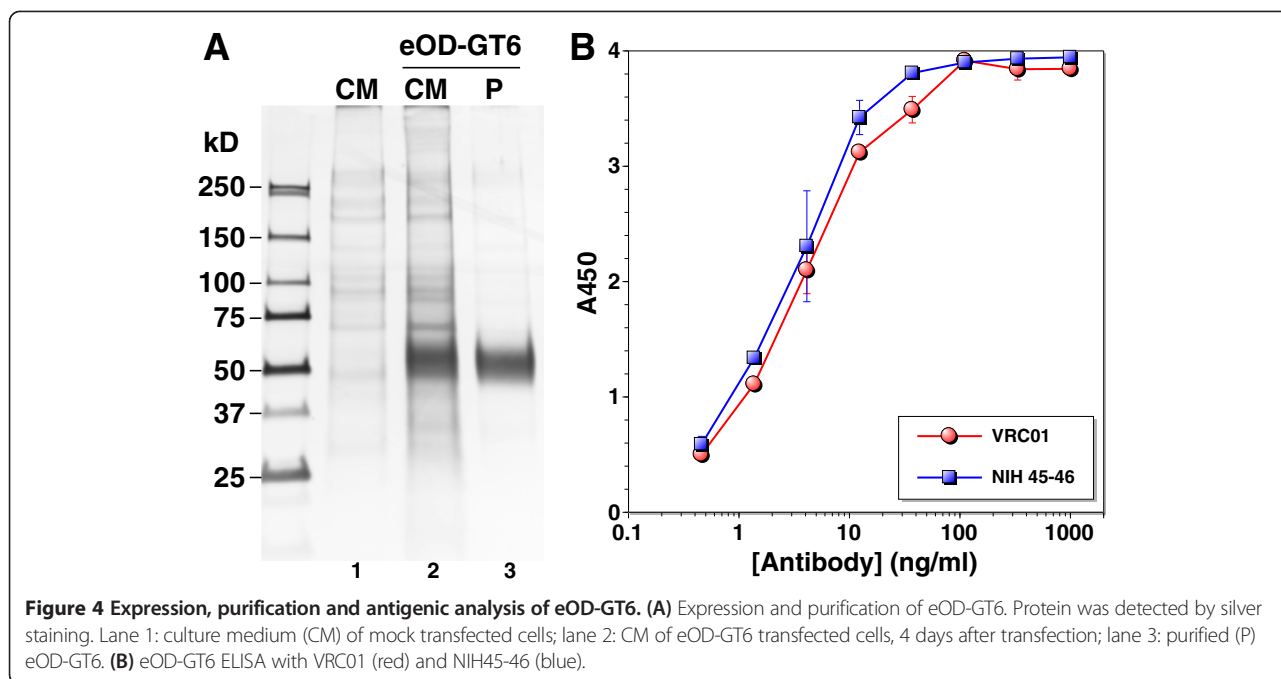 A
eOD-GT6
CM CM P
kD
250
150
100
75
50
37
25
1 2 3
B
4
3
2
1
0
A450
0.1 1 10 100 1000
[Antibody] (ng/ml)
VRC01
NIH 45-46
Figure 4 Expression, purification and antigenic analysis of eOD-GT6. (A) Expression and purification of eOD-GT6. Protein was detected by silver
staining. Lane 1: culture medium (CM) of mock transfected cells; lane 2: CM of eOD-GT6 transfected cells, 4 days after transfection; lane 3: purified (P)
eOD-GT6. (B) eOD-GT6 ELISA with VRC01 (red) and NIH45-46 (blue).